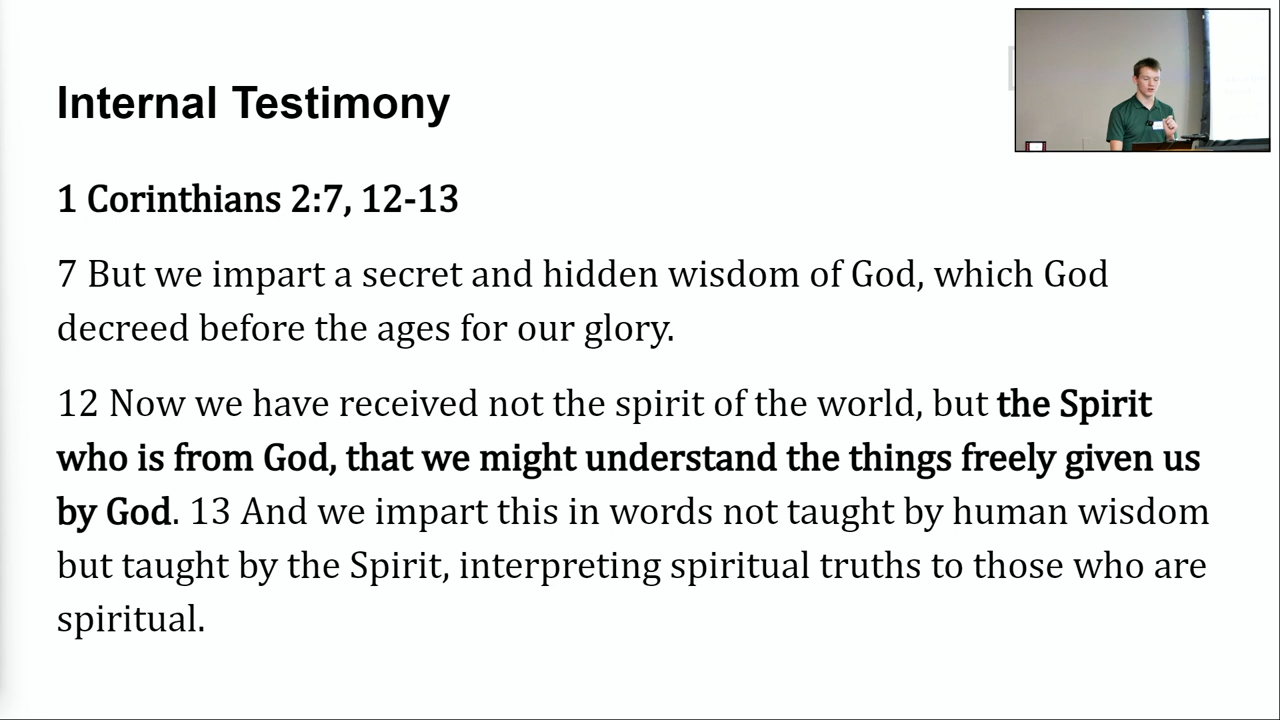 Internal Testimony
1 Corinthians 2:7, 12-13
7 But we impart a secret and hidden wisdom of God, which God
decreed before the ages for our glory.
12 Now we have received not the spirit of the world, but the Spirit
who is from God, that we might understand the things freely given us
by God. 13 And we impart this in words not taught by human wisdom
but taught by the Spirit, interpreting spiritual truths to those who are
spiritual.